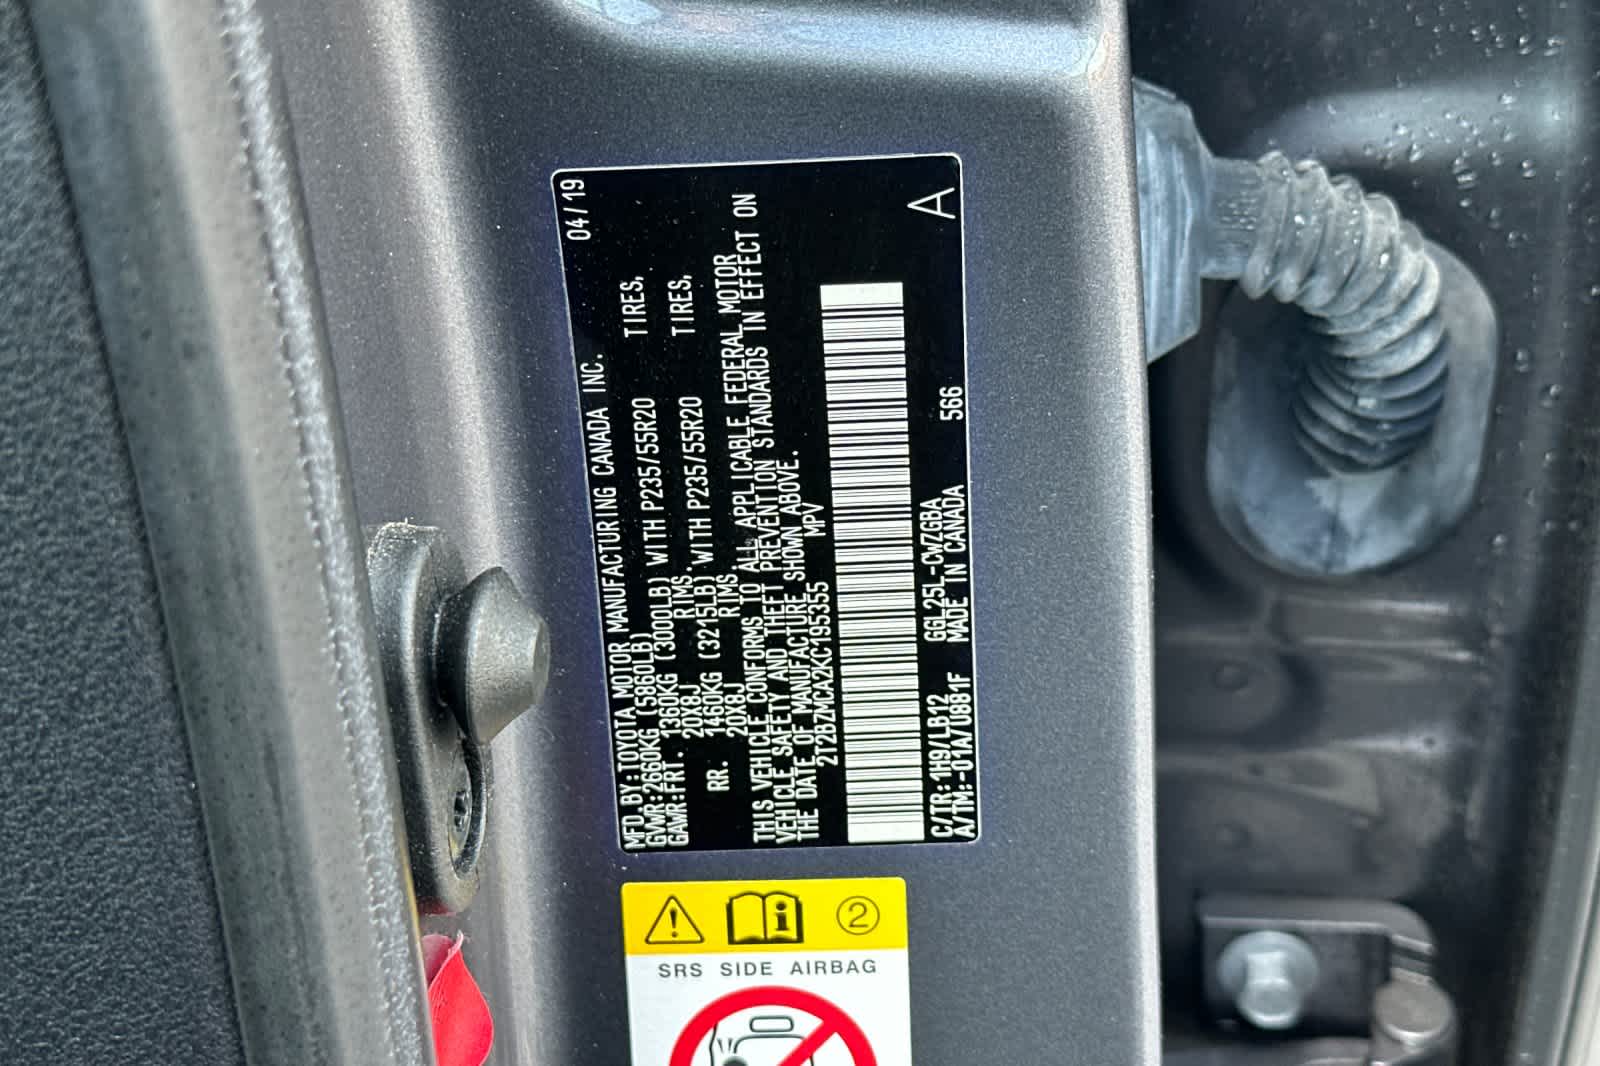 MFD.BY:TOYOTA MOTOR MANUFACTURING CANADA INC. 04/19
GVWR:2660KG (5860LB)
GAWR:FRT. 1360KG (3000LB) WITH P235/55R20 TIRES,
20X8J RIMS.
RR. 1460KG (3215LB) WITH P235/55R20 TIRES,
20X8J RIMS
THIS VEHICLE CONFORMS TO ALL APPLICABLE FEDERAL MOTOR
VEHICLE SAFETY AND THEFT PREVENTION STANDARDS IN EFFECT ON
THE DATE OF MANUFACTURE SHOWN ABOVE.
2T2BZMCA2KC195355 MPV
A
C/TR:1H9/LB12 GGL25L-CWZGBA 566
A/TM:-01A/U881F MADE IN CANADA
2
SRS SIDE AIRBAG